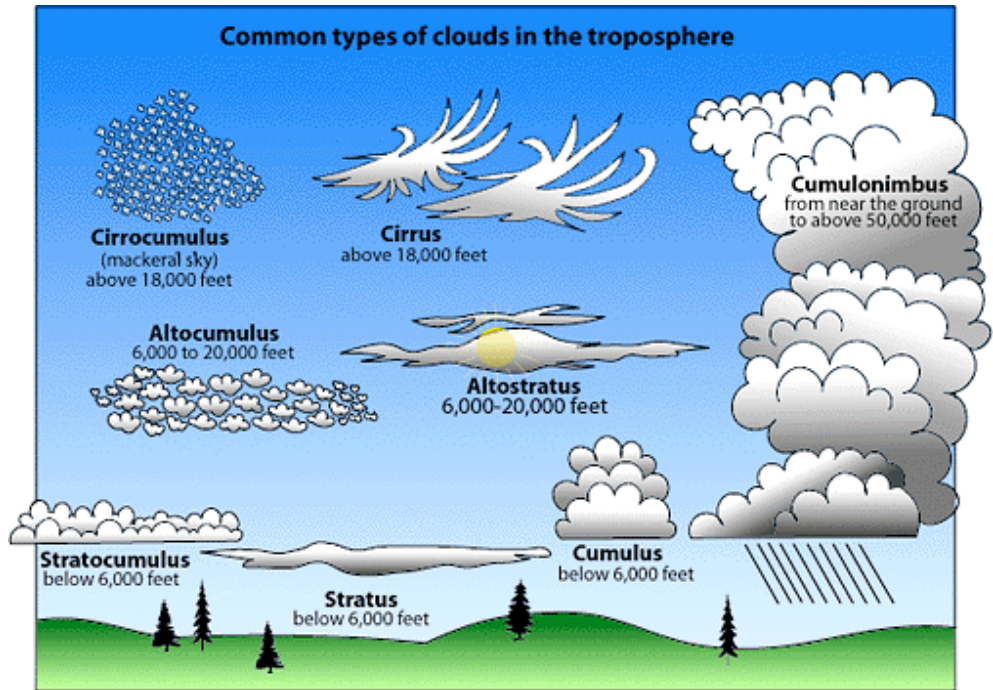 Common types of clouds in the troposphere
Cirrocumulus
(mackeral sky)
above 18,000 feet
Cirrus
above 18,000 feet
Cumulonimbus
from near the ground
to above 50,000 feet
Altocumulus
6,000 to 20,000 feet
Altostratus
6,000-20,000 feet
Stratocumulus
below 6,000 feet
Stratus
below 6,000 feet
Cumulus
below 6,000 feet